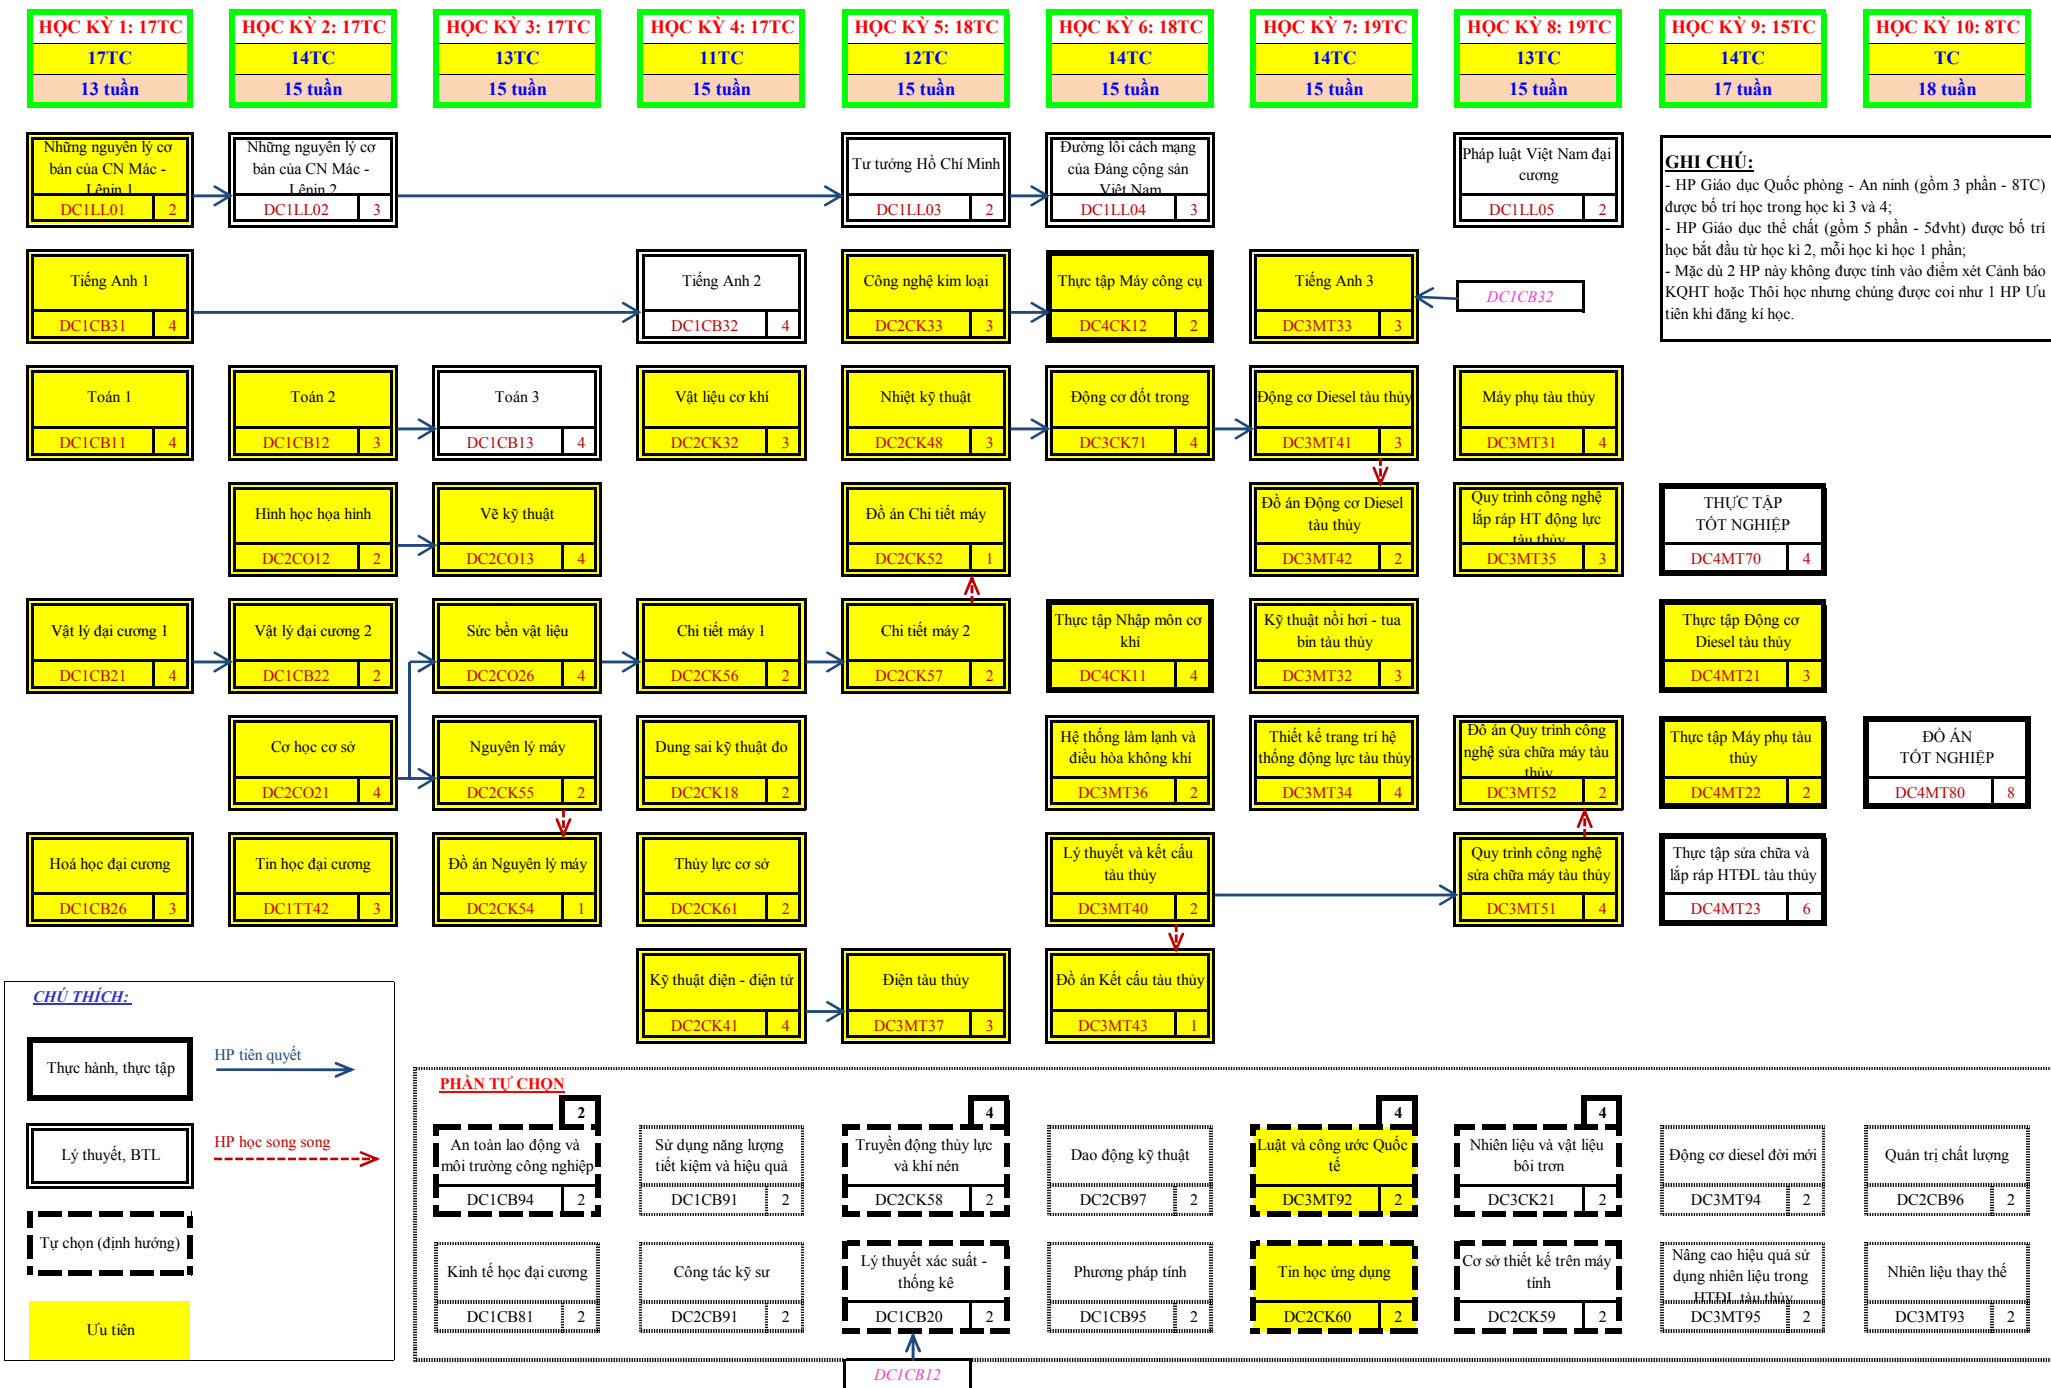 HỌC KỲ 1: 17TC
17TC
13 tuần
HỌC KỲ 2: 17TC
14TC
15 tuần
HỌC KỲ 3: 17TC
13TC
15 tuần
HỌC KỲ 4: 17TC
11TC
15 tuần
HỌC KỲ 5: 18TC
12TC
15 tuần
HỌC KỲ 6: 18TC
14TC
15 tuần
HỌC KỲ 7: 19TC
14TC
15 tuần
HỌC KỲ 8: 19TC
13TC
15 tuần
HỌC KỲ 9: 15TC
14TC
17 tuần
HỌC KỲ 10: 8TC
TC
18 tuần
Những nguyên lý cơ
bản của CN Mác -
Lênin 1
DC1LL01 2
Những nguyên lý cơ
bản của CN Mác -
Lênin 2
DC1LL02 3
Tư tưởng Hồ Chí Minh
DC1LL03 2
Đường lối cách mạng
của Đảng cộng sản
Việt Nam
DC1LL04 3
Pháp luật Việt Nam đại
cương
DC1LL05 2
GHI CHÚ:
- HP Giáo dục Quốc phòng - An ninh (gồm 3 phần - 8TC)
được bố trí học trong học kì 3 và 4;
- HP Giáo dục thể chất (gồm 5 phần - 5đvht) được bố trí
học bắt đầu từ học kì 2, mỗi học kì học 1 phần;
- Mặc dù 2 HP này không được tính vào điểm xét Cảnh báo
KQHT hoặc Thôi học nhưng chúng được coi như 1 HP Ưu
tiên khi đăng kí học.
Tiếng Anh 1
DC1CB31 4
Tiếng Anh 2
DC1CB32 4
Công nghệ kim loại
DC2CK33 3
Thực tập Máy công cụ
DC4CK12 2
Tiếng Anh 3
DC3MT33 3
DC1CB32
Toán 1
DC1CB11 4
Toán 2
DC1CB12 3
Toán 3
DC1CB13 4
Vật liệu cơ khí
DC2CK32 3
Nhiệt kỹ thuật
DC2CK48 3
Động cơ đốt trong
DC3CK71 4
Động cơ Diesel tàu thủy
DC3MT41 3
Máy phụ tàu thủy
DC3MT31 4
Hình học họa hình
DC2CO12 2
Vẽ kỹ thuật
DC2CO13 4
Đồ án Chi tiết máy
DC2CK52 1
Đồ án Động cơ Diesel
tàu thủy
DC3MT42 2
Quy trình công nghệ
lắp ráp HT động lực
tàu thủy
DC3MT35 3
THỰC TẬP
TỐT NGHIỆP
DC4MT70 4
Vật lý đại cương 1
DC1CB21 4
Vật lý đại cương 2
DC1CB22 2
Sức bền vật liệu
DC2CO26 4
Chi tiết máy 1
DC2CK56 2
Chi tiết máy 2
DC2CK57 2
Thực tập Nhập môn cơ
khí
DC4CK11 4
Kỹ thuật nồi hơi - tua
bin tàu thủy
DC3MT32 3
Thực tập Động cơ
Diesel tàu thủy
DC4MT21 3
Cơ học cơ sở
DC2CO21 4
Nguyên lý máy
DC2CK55 2
Dung sai kỹ thuật đo
DC2CK18 2
Hệ thống làm lạnh và
điều hòa không khí
DC3MT36 2
Thiết kế trang trí hệ
thống động lực tàu thủy
DC3MT34 4
Đồ án Quy trình công
nghệ sửa chữa máy tàu
thủy
DC3MT52 2
Thực tập Máy phụ tàu
thủy
DC4MT22 2
ĐỒ ÁN
TỐT NGHIỆP
DC4MT80 8
Hoá học đại cương
DC1CB26 3
Tin học đại cương
DC1TT42 3
Đồ án Nguyên lý máy
DC2CK54 1
Thủy lực cơ sở
DC2CK61 2
Lý thuyết và kết cấu
tàu thủy
DC3MT40 2
Quy trình công nghệ
sửa chữa máy tàu thủy
DC3MT51 4
Thực tập sửa chữa và
lắp ráp HTĐL tàu thủy
DC4MT23 6
Kỹ thuật điện - điện tử
DC2CK41 4
Điện tàu thủy
DC3MT37 3
Đồ án Kết cấu tàu thủy
DC3MT43 1
CHÚ THÍCH:
Thực hành, thực tập
HP tiên quyết
Lý thuyết, BTL
HP học song song
Tự chọn (định hướng)
Ưu tiên
PHẦN TỰ CHỌN
2
An toàn lao động và
môi trường công nghiệp
DC1CB94 2
Sử dụng năng lượng
tiết kiệm và hiệu quả
DC1CB91 2
4
Truyền động thủy lực
và khí nén
DC2CK58 2
Dao động kỹ thuật
DC2CB97 2
4
Luật và công ước Quốc
tế
DC3MT92 2
4
Nhiên liệu và vật liệu
bôi trơn
DC3CK21 2
Động cơ diesel đời mới
DC3MT94 2
Quản trị chất lượng
DC2CB96 2
Kinh tế học đại cương
DC1CB81 2
Công tác kỹ sư
DC2CB91 2
Lý thuyết xác suất -
thống kê
DC1CB20 2
Phương pháp tính
DC1CB95 2
Tin học ứng dụng
DC2CK60 2
Cơ sở thiết kế trên máy
tính
DC2CK59 2
Nâng cao hiệu quả sử
dụng nhiên liệu trong
HTĐL tàu thủy
DC3MT95 2
Nhiên liệu thay thế
DC3MT93 2
DC1CB12